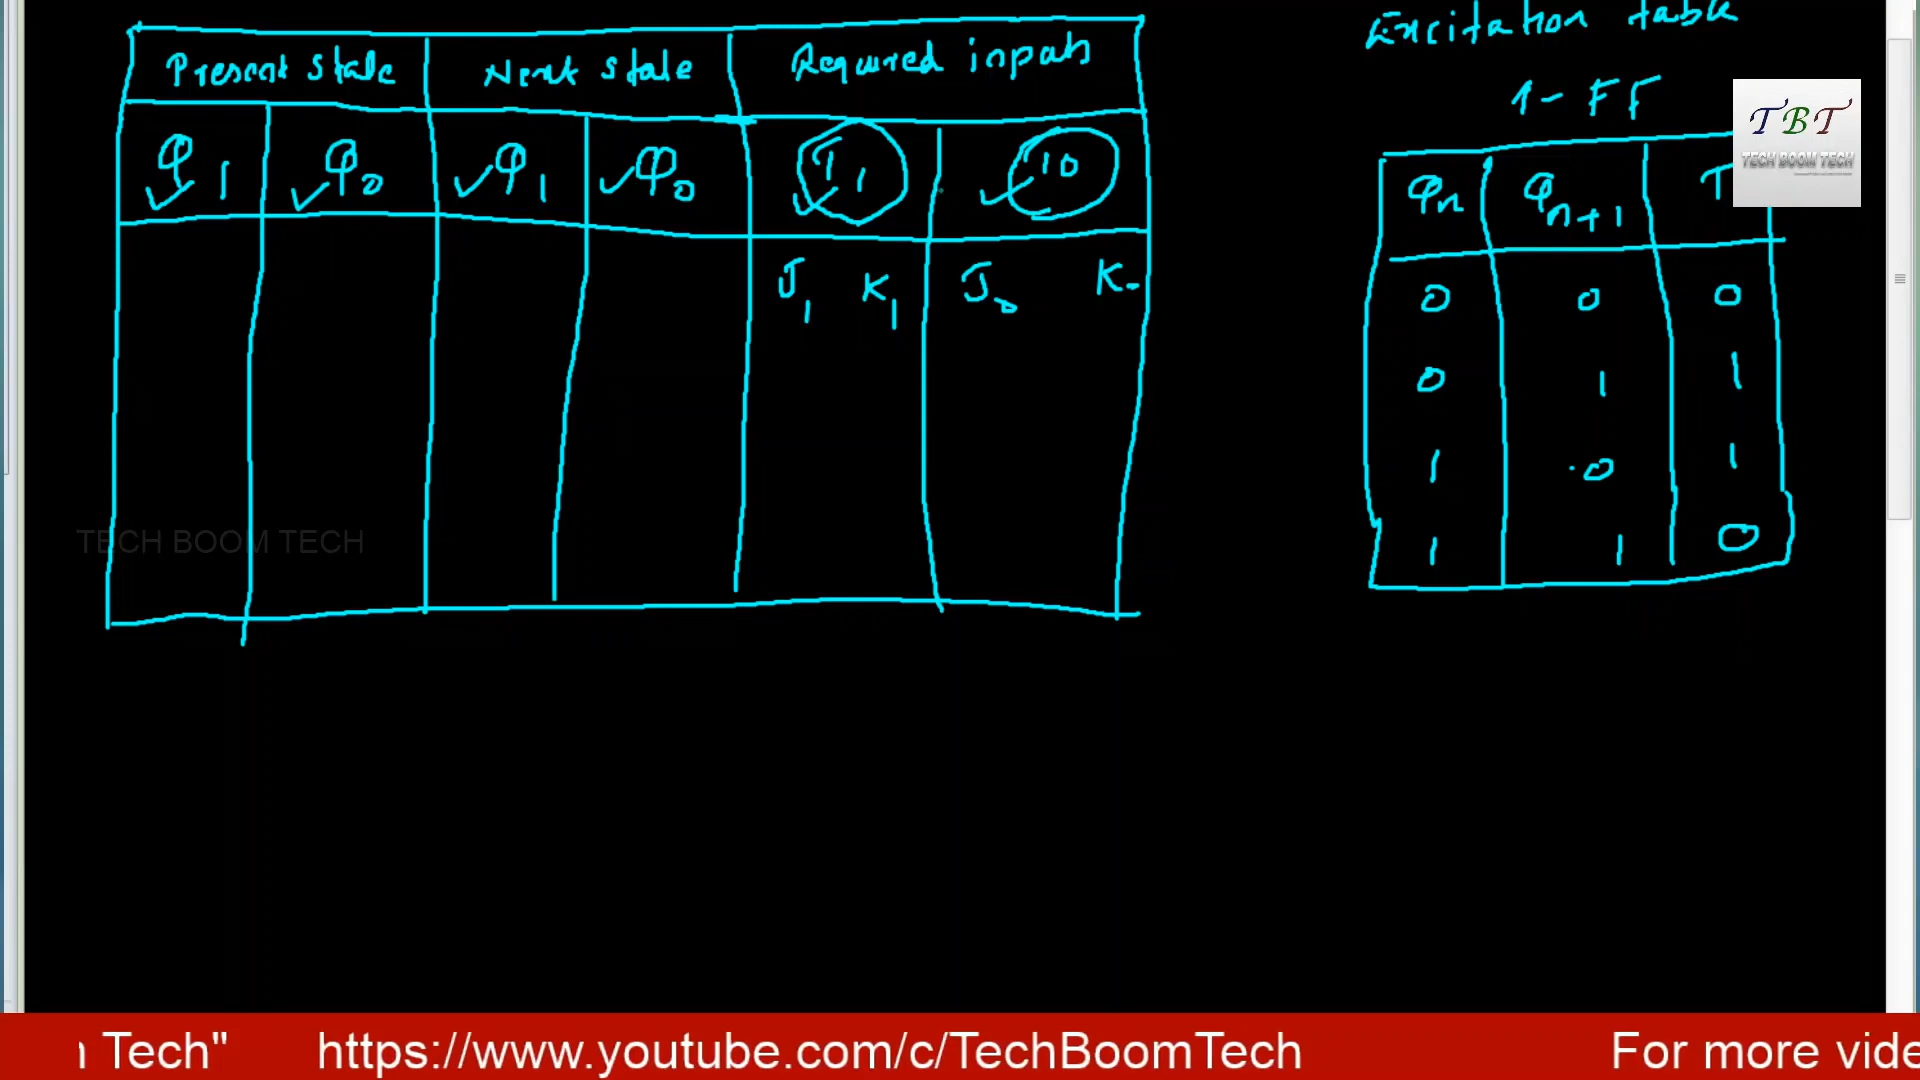 Present state Next state Required inputs
Q1 Q0 Q1 Q0 T1 T0
J1 K1 J0 K
Excitation table
T-FF
Qn Qn+1 T
0 0 0
0 1 1
1 0 1
1 1 0
TBT
TECH BOOM TECH
TECH BOOM TECH
Tech" https://www.youtube.com/c/TechBoomTech For more